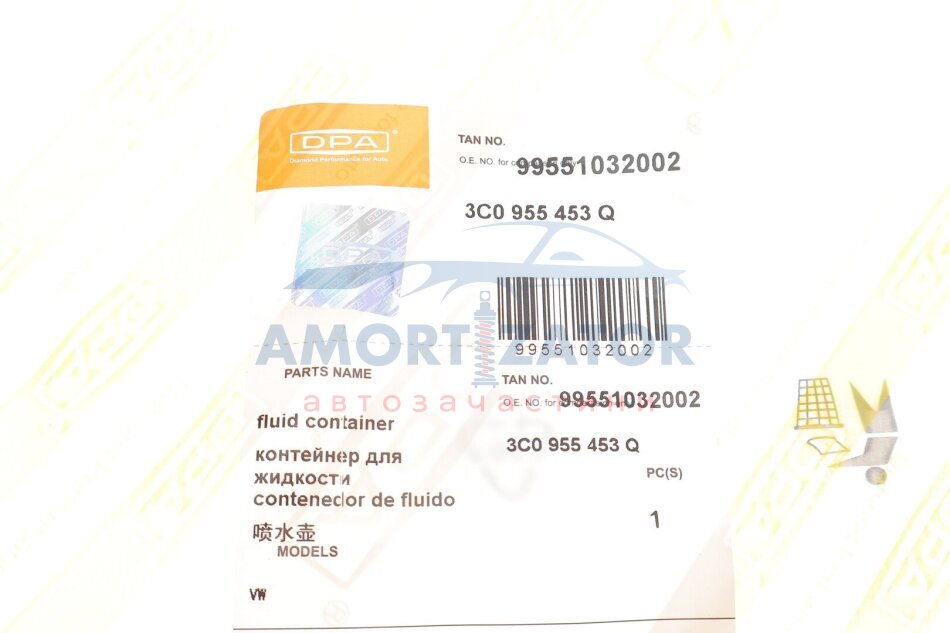 DPA®
Diamond Performance for Auto
TAN NO.
O.E. NO. for
99551032002
3C0 955 453 Q
99551032002
AMORTIZATOR
автозапчасти
PARTS NAME
fluid container
контейнер для
жидкости
contenedor de fluido
喷水壶
MODELS
VW
TAN NO.
O.E. NO. for
99551032002
3C0 955 453 Q
PC(S)
1